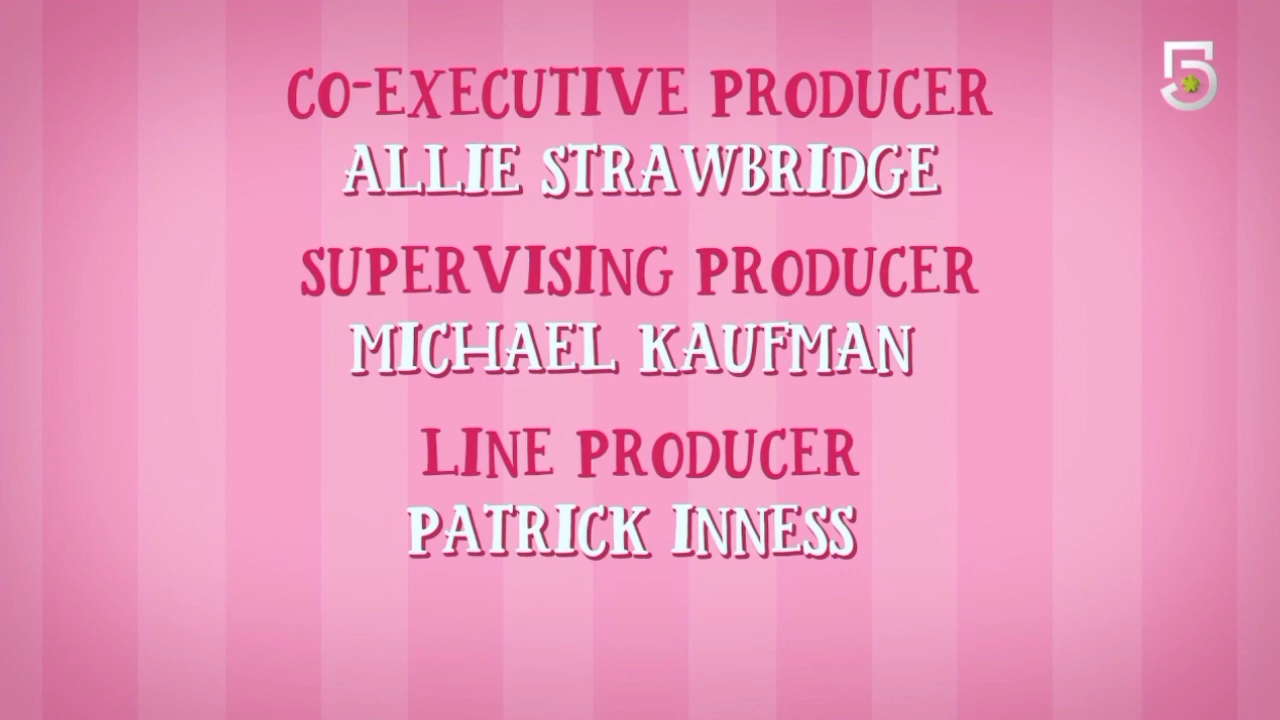 CO-EXECUTIVE PRODUCER
5
ALLIE STRAWBRIDGE
SUPERVISING PRODUCER
MICHAEL KAUFMAN
LINE PRODUCER
PATRICK INNESS